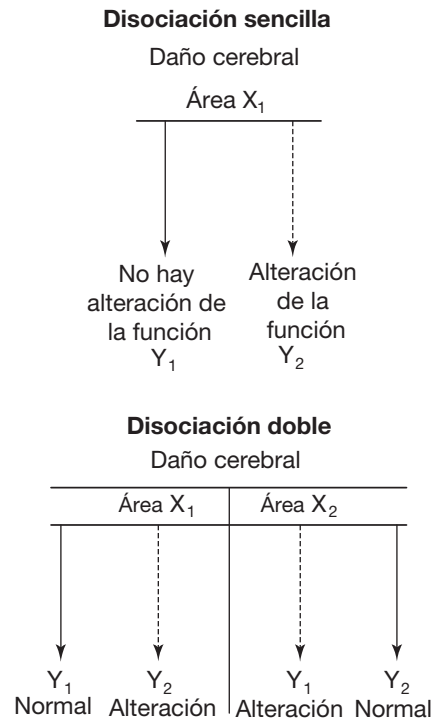 Disociación sencilla
Daño cerebral
Área X₁
No hay
alteración de
la función
Y₁
Alteración
de la
función
Y₂
Disociación doble
Daño cerebral
Área X₁ Área X₂
Y₁ Y₂ Y₁ Y₂
Normal Alteración Alteración Normal